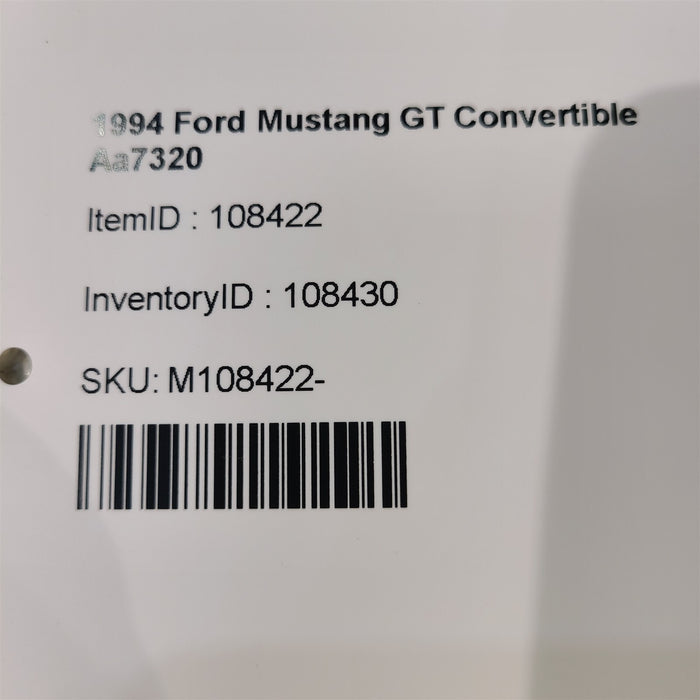 1994 Ford Mustang GT Convertible
Aa7320
ItemID : 108422
InventoryID : 108430
SKU: M108422-